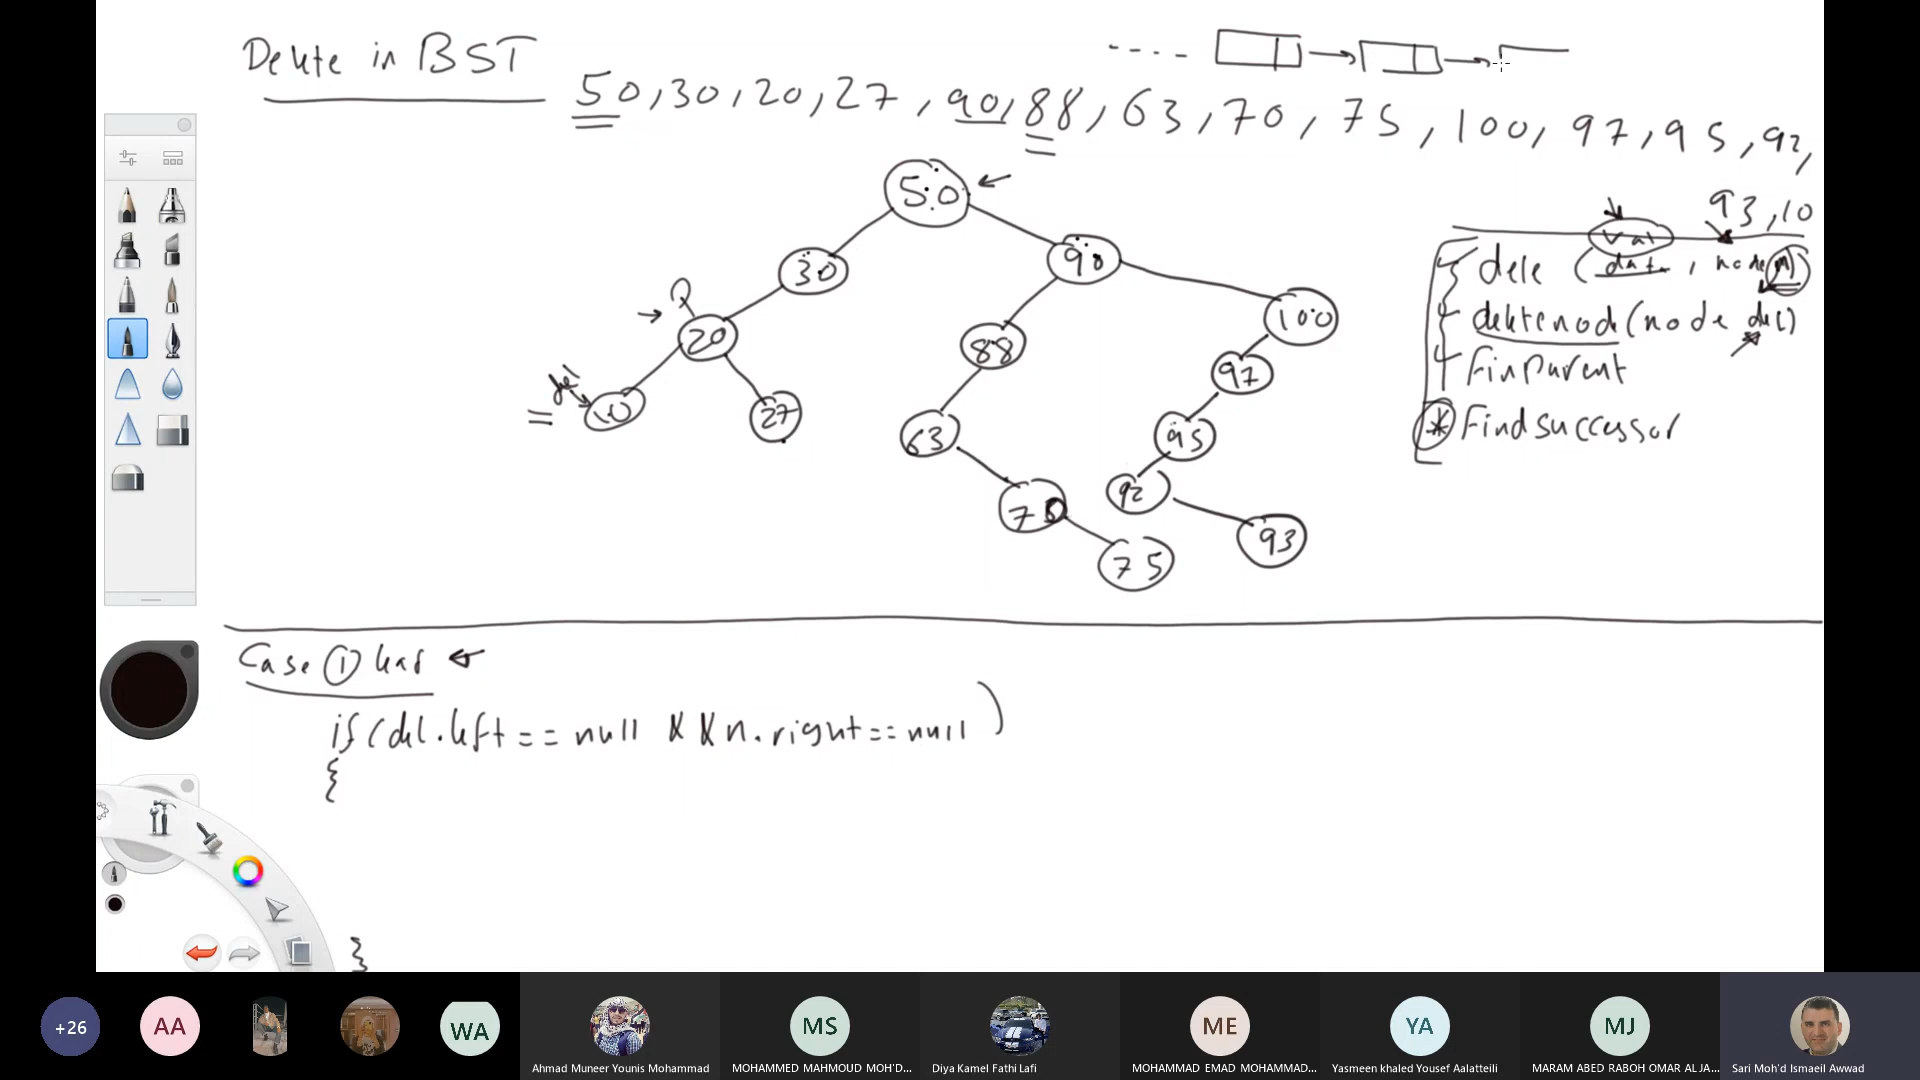 Delete in BST
50, 30, 20, 27, 90, 88, 63, 70, 75, 100, 97, 95, 92,
93, 10
50
30
90
20
88
100
10
27
63
97
95
70
92
75
93
P
del
val
dele (data, node n)
deletenod(node del)
FinParent
* Find successor
Case ① leaf
if(del.left == null && n.right == null)
{
}
+26
AA
WA
MS
ME
YA
MJ
Ahmad Muneer Younis Mohammad
MOHAMMED MAHMOUD MOH'D...
Diya Kamel Fathi Lafi
MOHAMMAD EMAD MOHAMMAD...
Yasmeen khaled Yousef Aalatteili
MARAM ABED RABOH OMAR AL JA...
Sari Moh'd Ismaeil Awwad